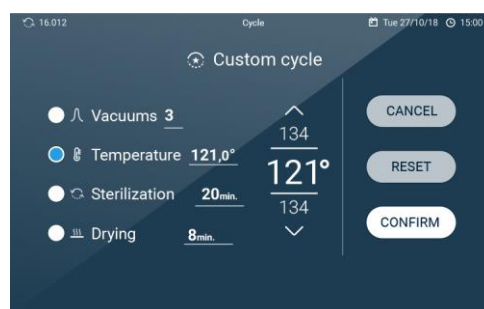 16.012 Cycle Tue 27/10/18 15:00
Custom cycle
Vacuums 3
Temperature 121,0°
Sterilization 20min.
Drying 8min.
134
121°
134
CANCEL
RESET
CONFIRM